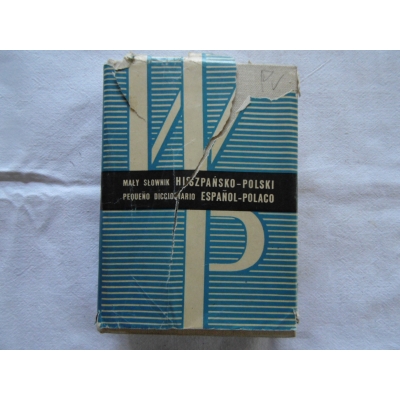 W
MAŁY SŁOWNIK HISZPAŃSKO-POLSKI
PEQUEÑO DICCIONARIO ESPAÑOL-POLACO
P